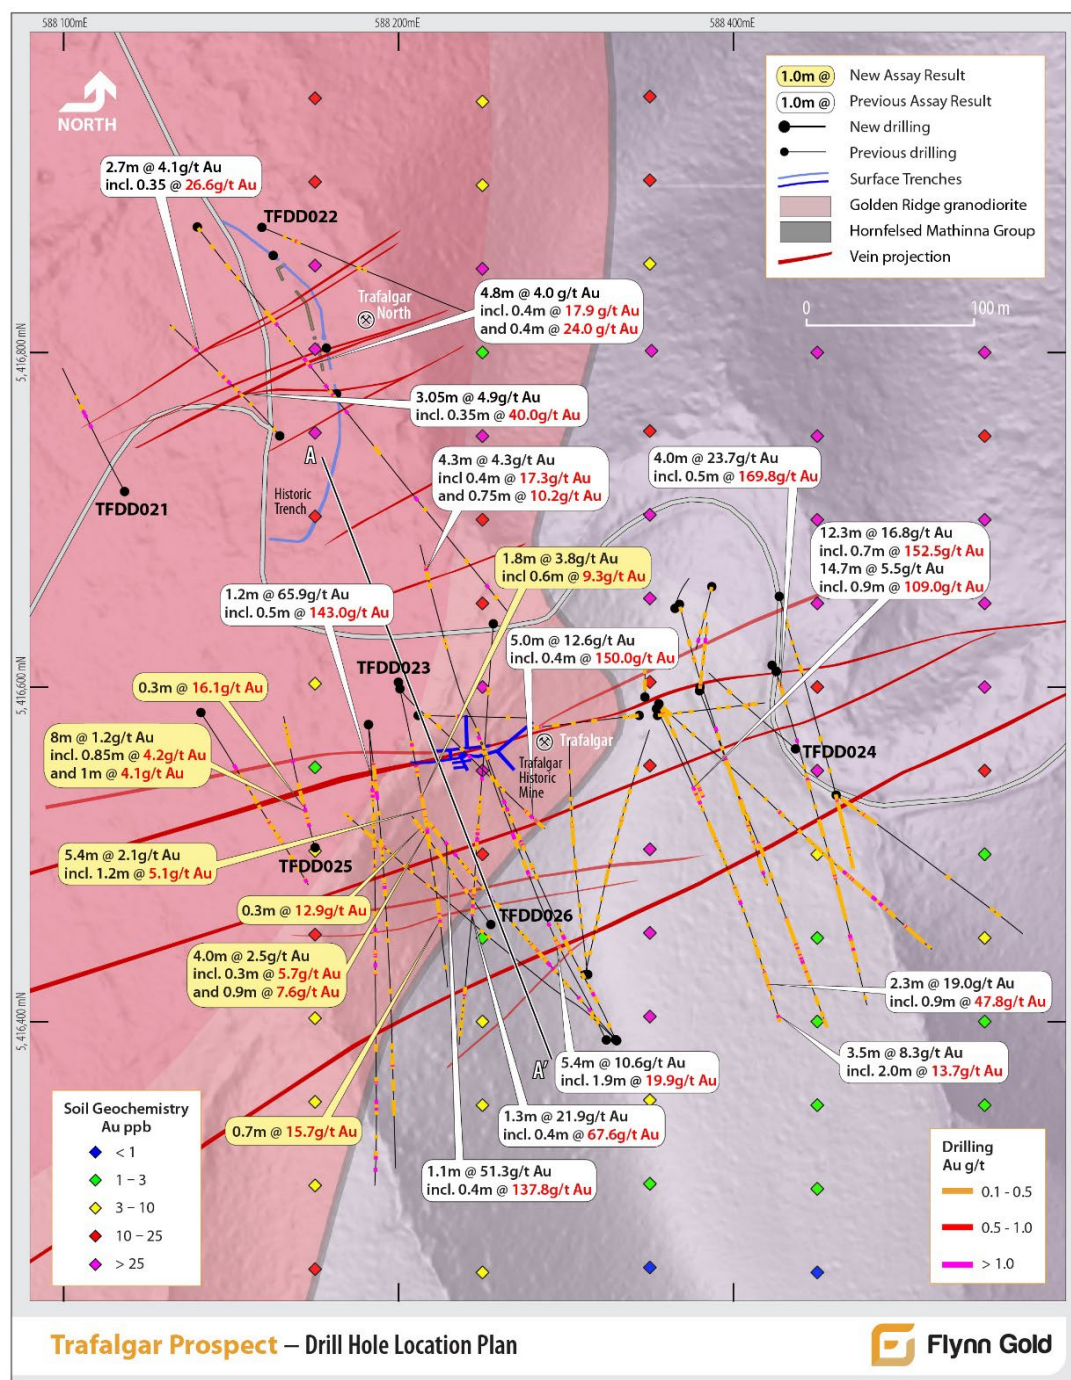 588 100mE
588 200mE
588 400mE
NORTH
1.0m @ New Assay Result
1.0m @ Previous Assay Result
New drilling
Previous drilling
Surface Trenches
Golden Ridge granodiorite
Hornfelsed Mathinna Group
Vein projection
0 100 m
2.7m @ 4.1g/t Au
incl. 0.35 @ 26.6g/t Au
TFDD022
Trafalgar
North
4.8m @ 4.0 g/t Au
incl. 0.4m @ 17.9 g/t Au
and 0.4m @ 24.0 g/t Au
5, 416,800 mN
3.05m @ 4.9g/t Au
incl. 0.35m @ 40.0g/t Au
A
4.3m @ 4.3g/t Au
incl 0.4m @ 17.3g/t Au
and 0.75m @ 10.2g/t Au
4.0m @ 23.7g/t Au
incl. 0.5m @ 169.8g/t Au
TFDD021
Historic
Trench
12.3m @ 16.8g/t Au
incl. 0.7m @ 152.5g/t Au
14.7m @ 5.5g/t Au
incl. 0.9m @ 109.0g/t Au
1.8m @ 3.8g/t Au
incl 0.6m @ 9.3g/t Au
1.2m @ 65.9g/t Au
incl. 0.5m @ 143.0g/t Au
5.0m @ 12.6g/t Au
incl. 0.4m @ 150.0g/t Au
TFDD023
5, 416,600 mN
0.3m @ 16.1g/t Au
8m @ 1.2g/t Au
incl. 0.85m @ 4.2g/t Au
and 1m @ 4.1g/t Au
Trafalgar
Trafalgar
Historic
Mine
TFDD024
5.4m @ 2.1g/t Au
incl. 1.2m @ 5.1g/t Au
TFDD025
0.3m @ 12.9g/t Au
TFDD026
4.0m @ 2.5g/t Au
incl. 0.3m @ 5.7g/t Au
and 0.9m @ 7.6g/t Au
2.3m @ 19.0g/t Au
incl. 0.9m @ 47.8g/t Au
5, 416,400 mN
3.5m @ 8.3g/t Au
incl. 2.0m @ 13.7g/t Au
A'
5.4m @ 10.6g/t Au
incl. 1.9m @ 19.9g/t Au
1.3m @ 21.9g/t Au
incl. 0.4m @ 67.6g/t Au
0.7m @ 15.7g/t Au
1.1m @ 51.3g/t Au
incl. 0.4m @ 137.8g/t Au
Soil Geochemistry
Au ppb
< 1
1 – 3
3 – 10
10 – 25
> 25
Drilling
Au g/t
0.1 - 0.5
0.5 - 1.0
> 1.0
Trafalgar Prospect – Drill Hole Location Plan
Flynn Gold